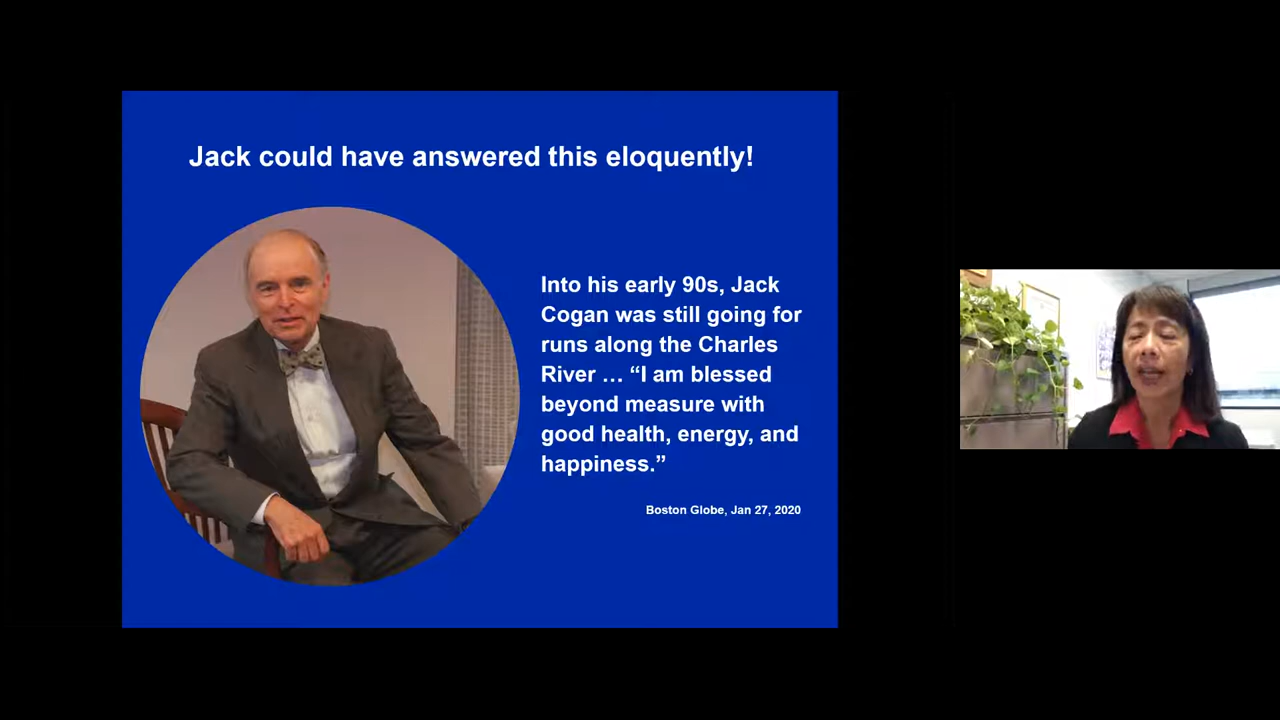 Jack could have answered this eloquently!
Into his early 90s, Jack
Cogan was still going for
runs along the Charles
River … “I am blessed
beyond measure with
good health, energy, and
happiness.”
Boston Globe, Jan 27, 2020